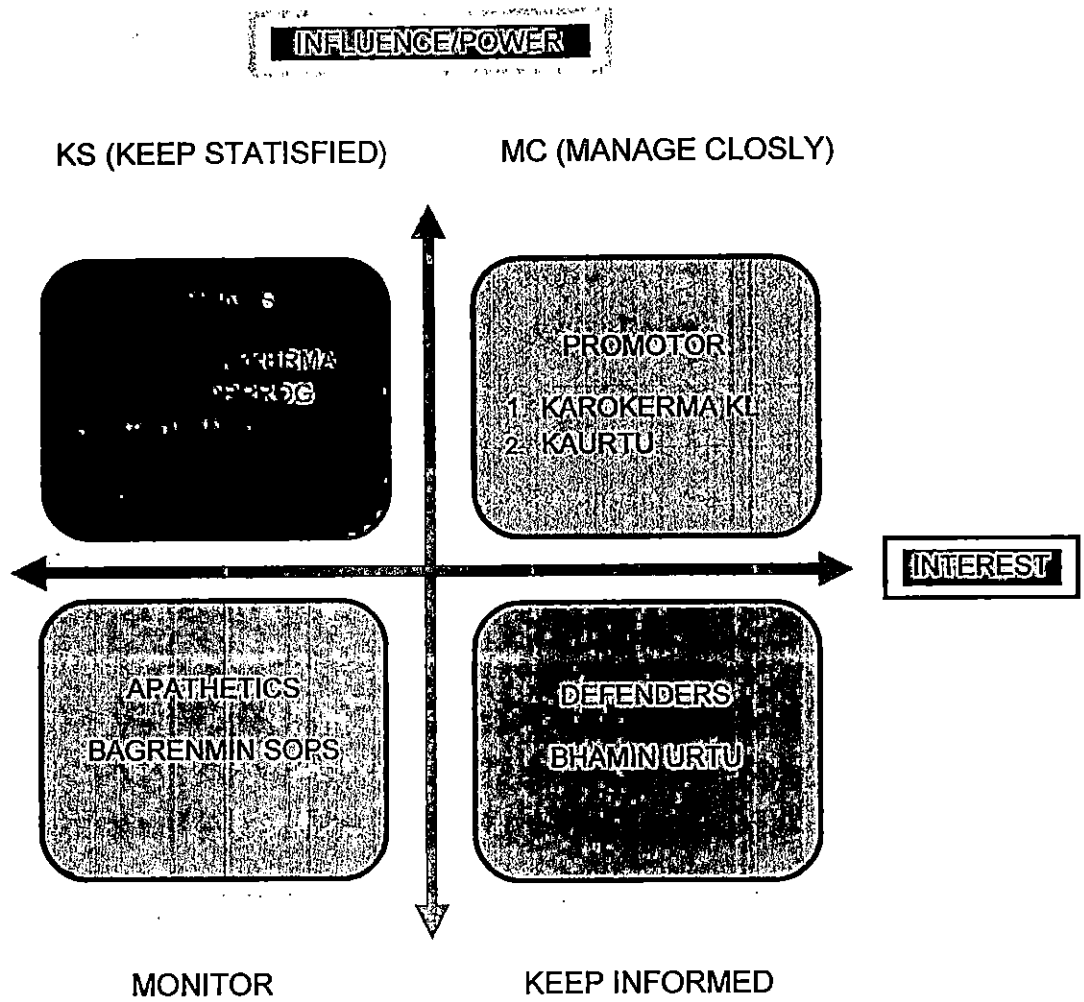 INFLUENCE/POWER
KS (KEEP STATISFIED)
MC (MANAGE CLOSLY)
PROMOTOR
1. KAROKERMA KL
2. KAURTU
INTEREST
APATHETICS
BAGRENMIN SOPS
DEFENDERS
BHAMIN URTU
MONITOR
KEEP INFORMED